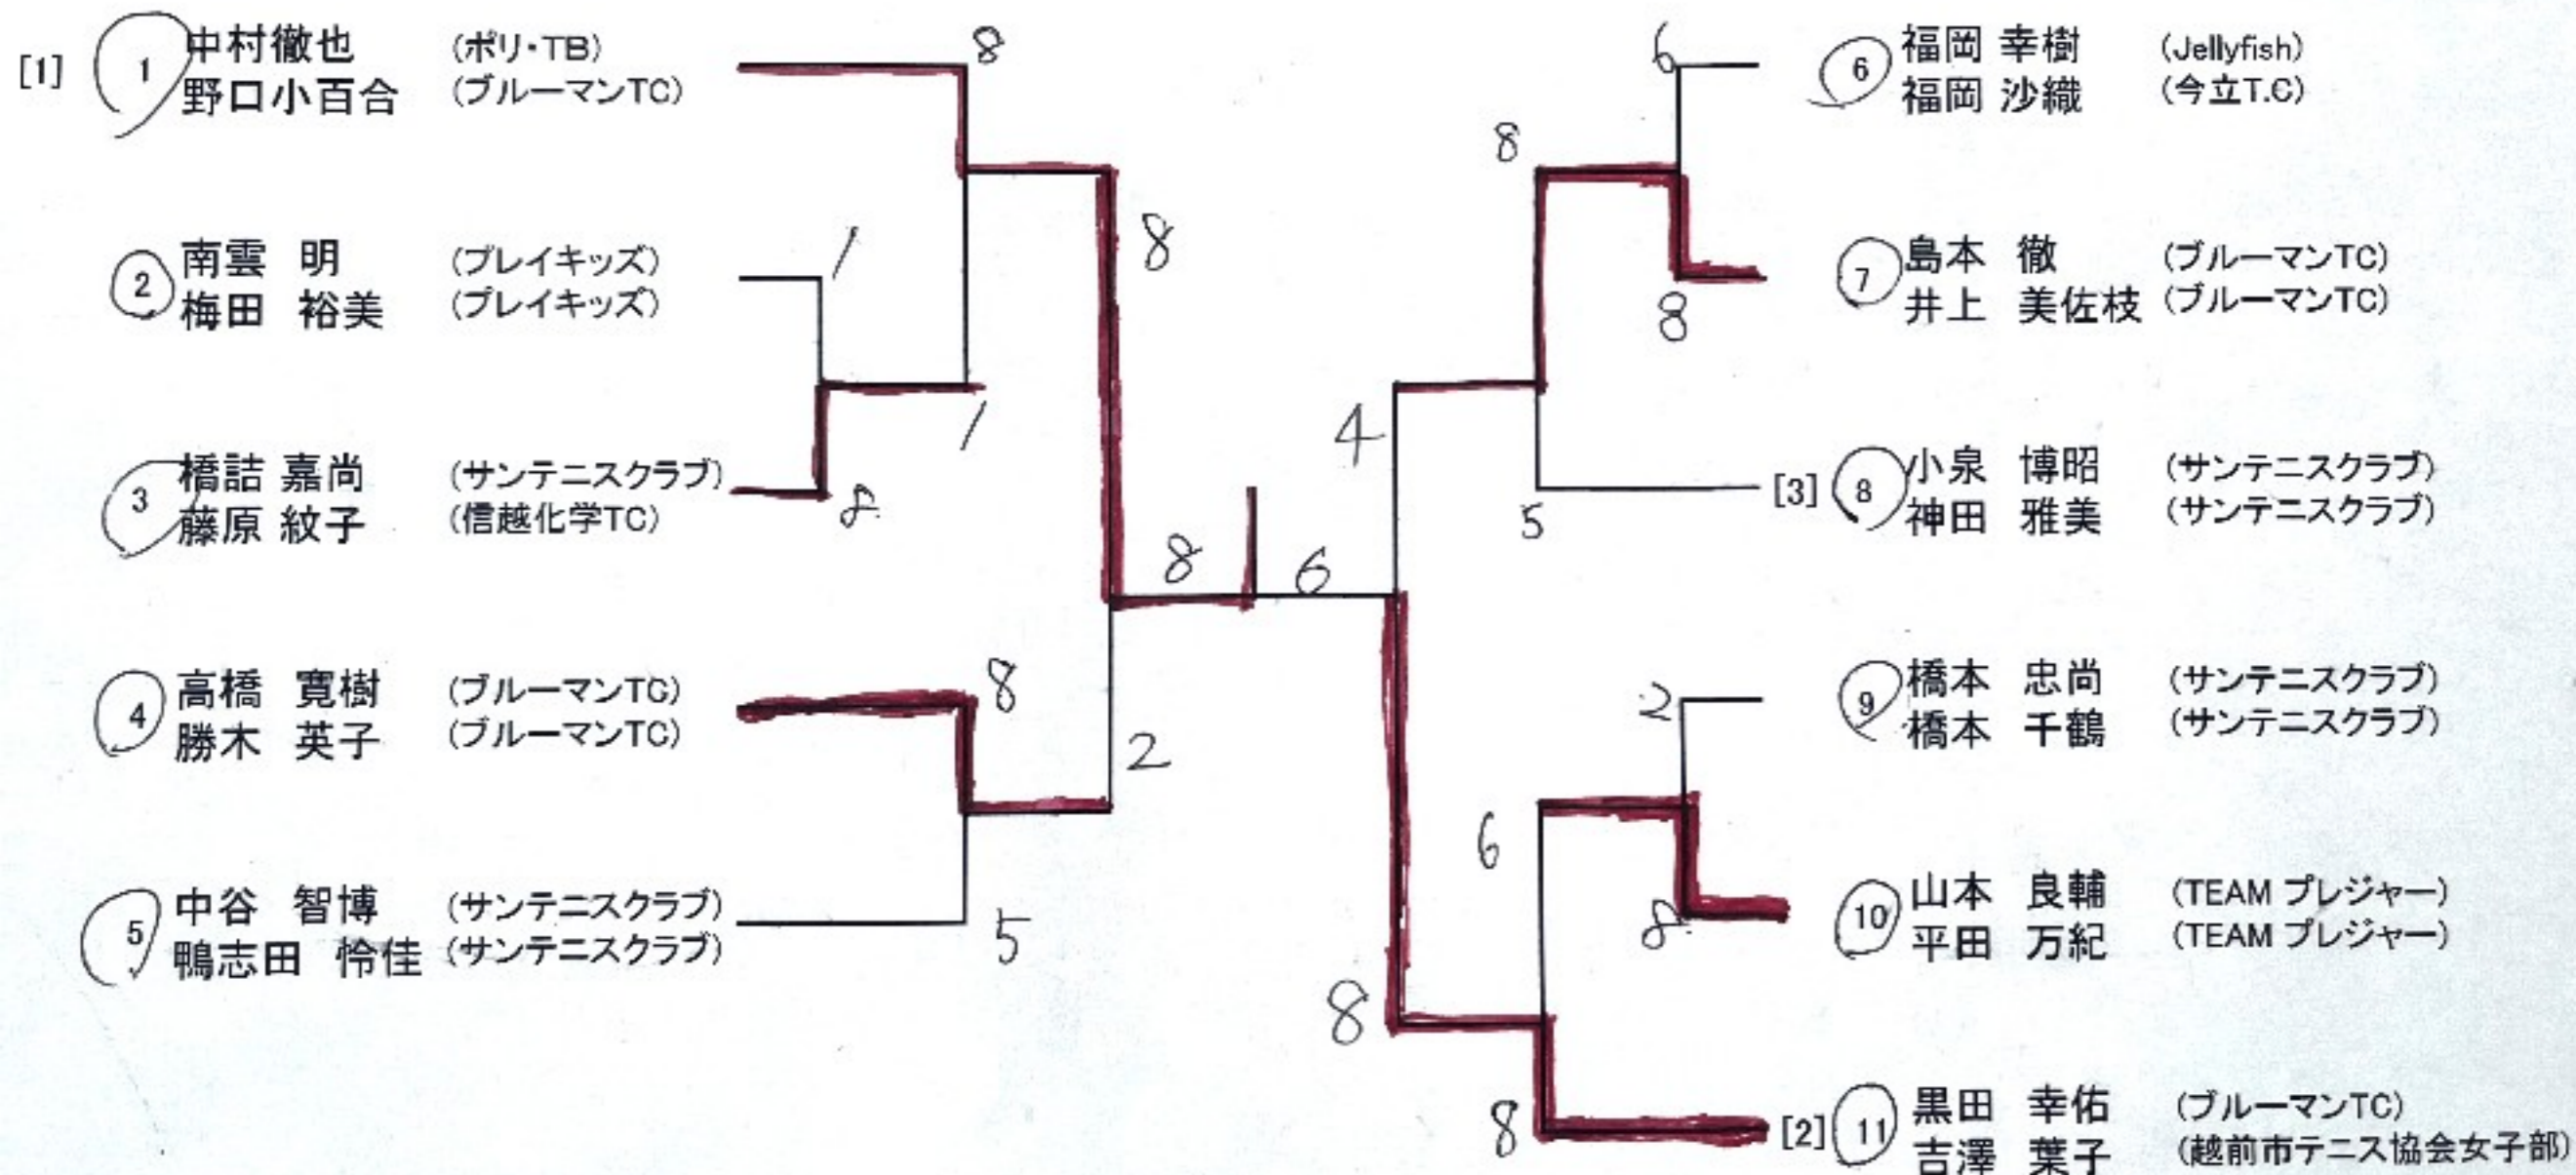 [1] 1 中村徹也 (ポリ・TB)
野口小百合 (ブルーマンTC)
8
2 南雲 明 (プレイキッズ)
梅田 裕美 (プレイキッズ)
1
3 橋詰 嘉尚 (サンテニスクラブ)
藤原 紋子 (信越化学TC)
8
1
8
4 高橋 寛樹 (ブルーマンTC)
勝木 英子 (ブルーマンTC)
8
5 中谷 智博 (サンテニスクラブ)
鴨志田 怜佳 (サンテニスクラブ)
5
2
8 6
6 6 福岡 幸樹 (Jellyfish)
福岡 沙織 (今立T.C)
8
7 島本 徹 (ブルーマンTC)
井上 美佐枝 (ブルーマンTC)
8
4
[3] 8 小泉 博昭 (サンテニスクラブ)
神田 雅美 (サンテニスクラブ)
5
2 9 橋本 忠尚 (サンテニスクラブ)
橋本 千鶴 (サンテニスクラブ)
6
8 10 山本 良輔 (TEAM プレジャー)
平田 万紀 (TEAM プレジャー)
8
8 [2] 11 黒田 幸佑 (ブルーマンTC)
吉澤 葉子 (越前市テニス協会女子部)